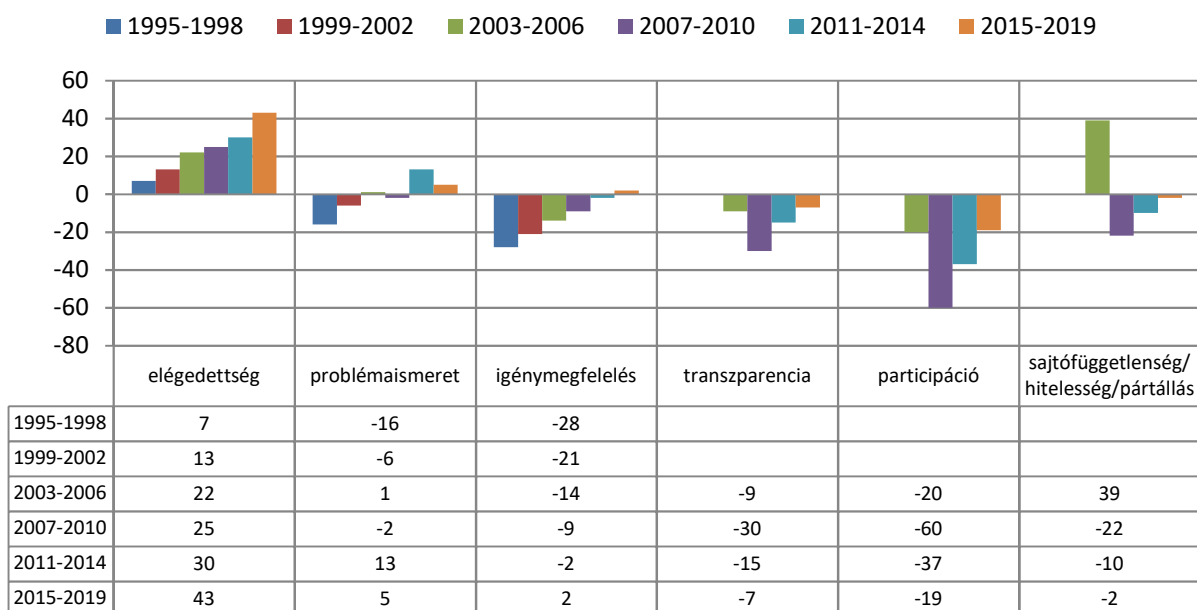 1995-1998 1999-2002 2003-2006 2007-2010 2011-2014 2015-2019
60
40
20
0
-20
-40
-60
-80
elégedettség problémaismeret igénymegfelelés transzparencia participáció sajtófüggetlenség/
hitelesség/pártállás
1995-1998 7 -16 -28
1999-2002 13 -6 -21
2003-2006 22 1 -14 -9 -20 39
2007-2010 25 -2 -9 -30 -60 -22
2011-2014 30 13 -2 -15 -37 -10
2015-2019 43 5 2 -7 -19 -2